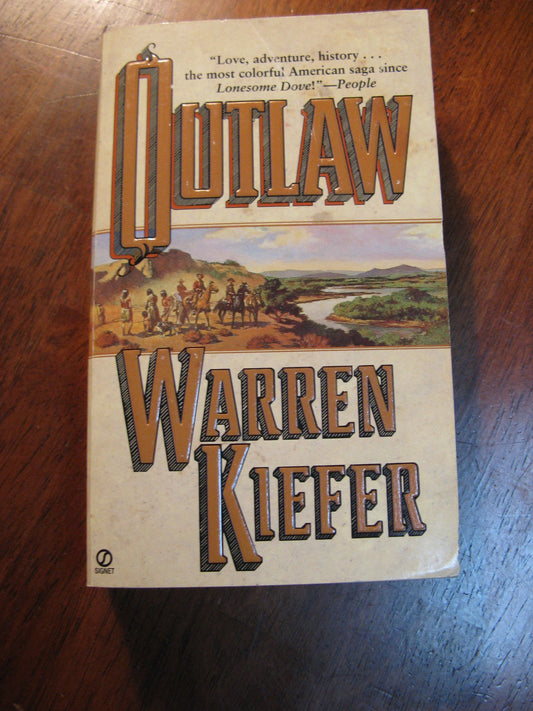 “Love, adventure, history . . .
the most colorful American saga since
Lonesome Dove!”—People
OUTLAW
WARREN
KIEFER
S
SIGNET